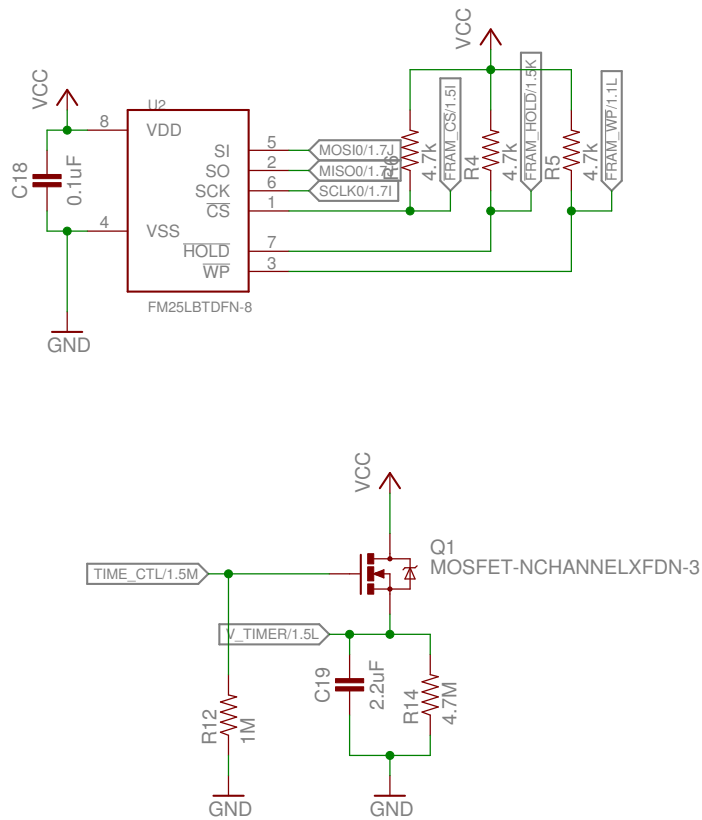 VCC
VCC
U2
8
VDD
C18
0.1uF
SI
5
MOSI0/1.7J
SO
2
SCK
6
SCLK0/1.7I
CS
1
4
VSS
HOLD
7
WP
3
4.7k
FRAM_CS/1.5I
R4
4.7k
FRAM_HOLD/1.5K
R5
4.7k
FRAM_WP/1.1L
FM25LBTDFN-8
GND
VCC
Q1
MOSFET-NCHANNELXFDN-3
TIME_CTL/1.5M
V_TIMER/1.5L
C19
2.2uF
R14
4.7M
R12
1M
GND
GND